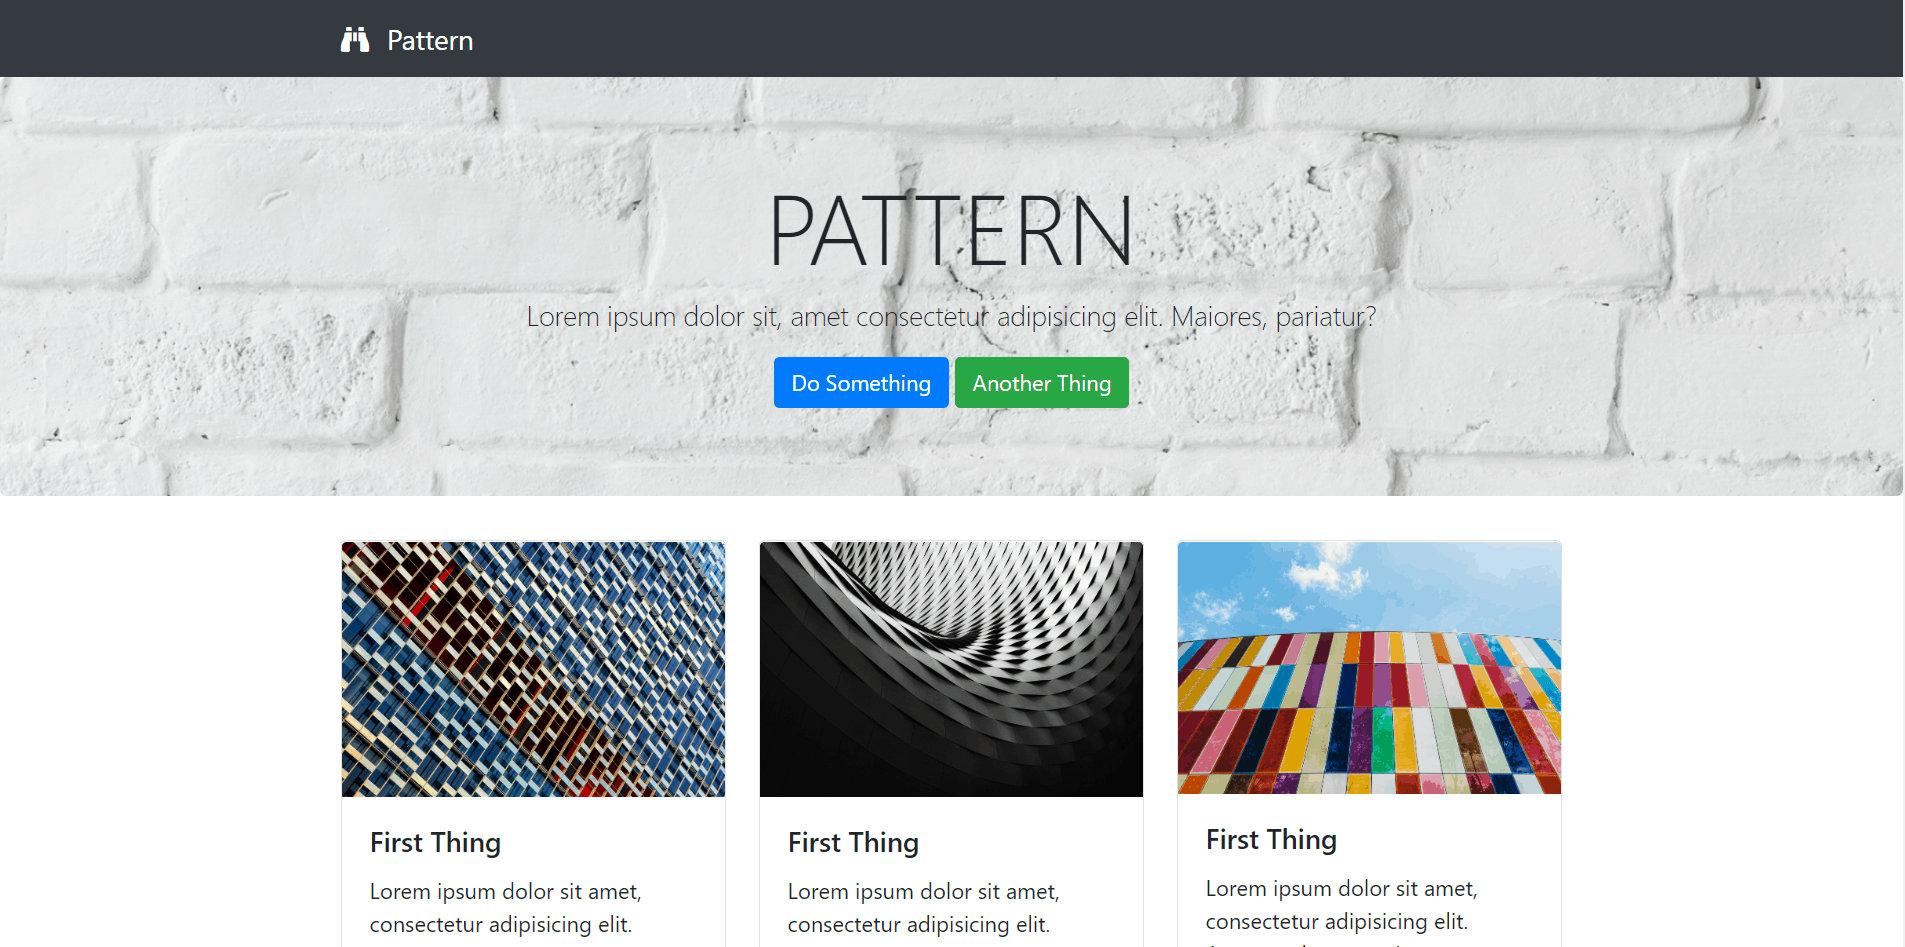 Pattern
PATTERN
Lorem ipsum dolor sit, amet consectetur adipisicing elit. Maiores, pariatur?
Do Something
Another Thing
First Thing
Lorem ipsum dolor sit amet,
consectetur adipisicing elit.
First Thing
Lorem ipsum dolor sit amet,
consectetur adipisicing elit.
First Thing
Lorem ipsum dolor sit amet,
consectetur adipisicing elit.